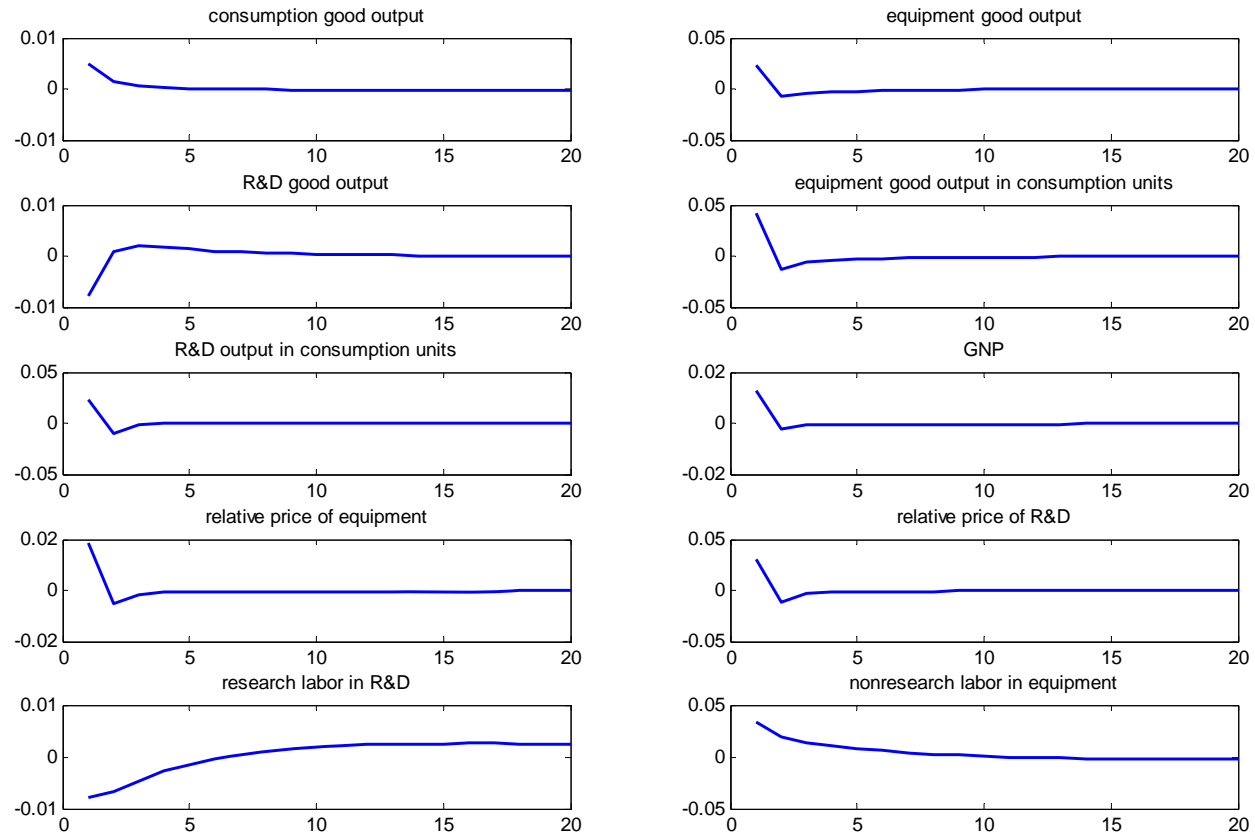 consumption good output
0.01
0
-0.01
0 5 10 15 20
equipment good output
0.05
0
-0.05
0 5 10 15 20
R&D good output
0.01
0
-0.01
0 5 10 15 20
equipment good output in consumption units
0.05
0
-0.05
0 5 10 15 20
R&D output in consumption units
0.05
0
-0.05
0 5 10 15 20
GNP
0.02
0
-0.02
0 5 10 15 20
relative price of equipment
0.02
0
-0.02
0 5 10 15 20
relative price of R&D
0.05
0
-0.05
0 5 10 15 20
research labor in R&D
0.01
0
-0.01
0 5 10 15 20
nonresearch labor in equipment
0.05
0
-0.05
0 5 10 15 20